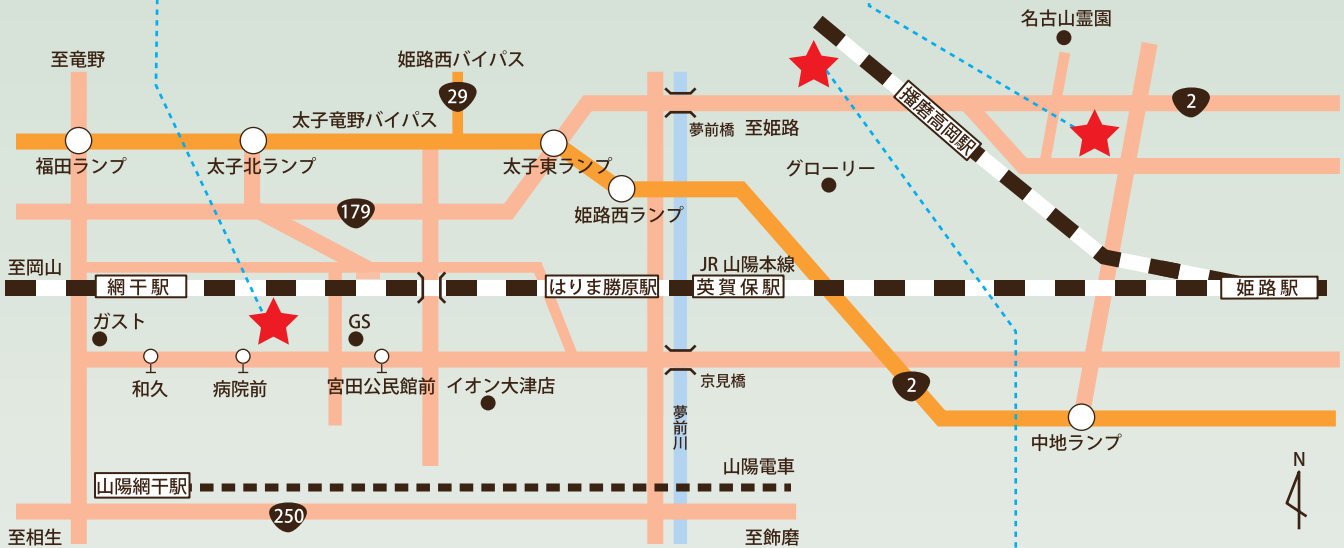 名古山霊園
至竜野
姫路西バイパス
29
2
太子竜野バイパス
夢前橋
至姫路
播磨高岡駅
福田ランプ
太子北ランプ
太子東ランプ
グローリー
179
姫路西ランプ
至岡山
JR 山陽本線
網干駅
はりま勝原駅
英賀保駅
姫路駅
ガスト
GS
和久
病院前
宮田公民館前
イオン大津店
京見橋
2
夢前川
中地ランプ
山陽電車
N
山陽網干駅
250
至相生
至飾磨